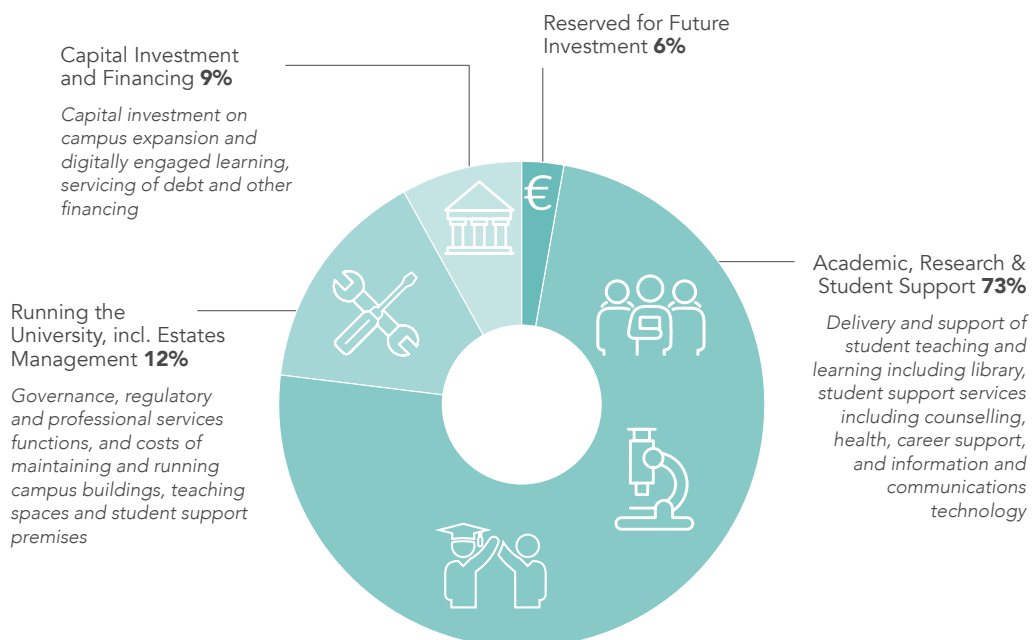 Reserved for Future
Investment 6%
Capital Investment
and Financing 9%
Capital investment on
campus expansion and
digitally engaged learning,
servicing of debt and other
financing
€
Academic, Research &
Student Support 73%
Delivery and support of
student teaching and
learning including library,
student support services
including counselling,
health, career support,
and information and
communications
technology
Running the
University, incl. Estates
Management 12%
Governance, regulatory
and professional services
functions, and costs of
maintaining and running
campus buildings, teaching
spaces and student support
premises